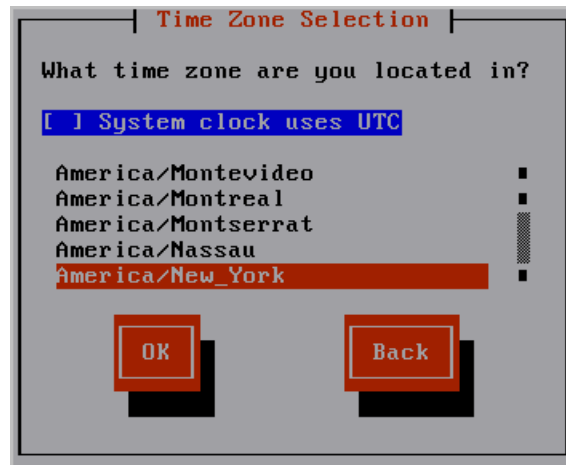 Time Zone Selection
What time zone are you located in?
[ ] System clock uses UTC
America/Montevideo
America/Montreal
America/Montserrat
America/Nassau
America/New_York
OK Back